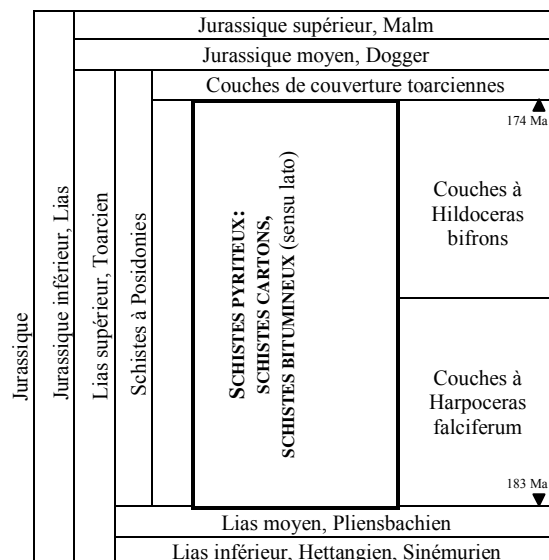 Jurassique supérieur, Malm
Jurassique moyen, Dogger
Couches de couverture toarciennes
Jurassique
Jurassique inférieur, Lias
Lias supérieur, Toarcien
Schistes à Posidonies
SCHISTES PYRITEUX:
SCHISTES CARTONS,
SCHISTES BITUMINEUX (sensu lato)
174 Ma
Couches à
Hildoceras
bifrons
Couches à
Harpoceras
falciferum
183 Ma
Lias moyen, Pliensbachien
Lias inférieur, Hettangien, Sinémurien